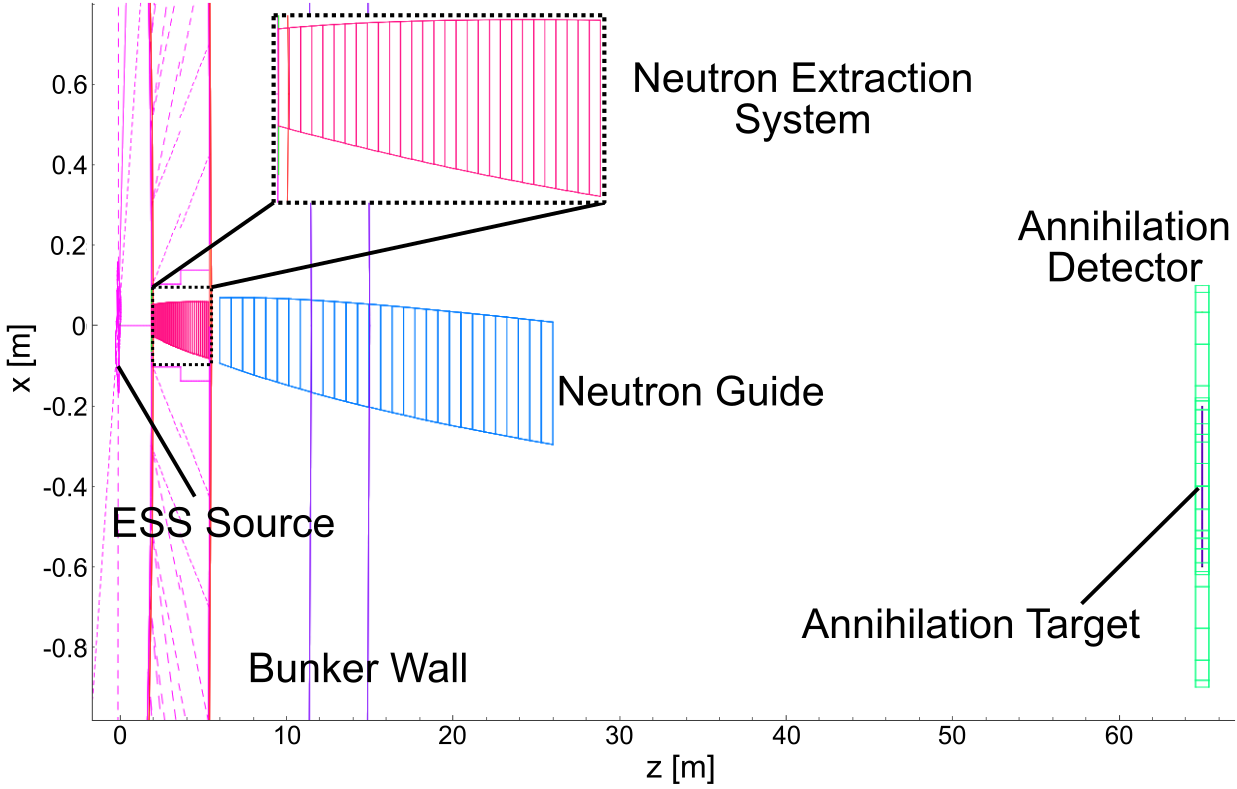 Neutron Extraction
System
Annihilation
Detector
Neutron Guide
ESS Source
Annihilation Target
Bunker Wall
x [m]
0.6
0.4
0.2
0
-0.2
-0.4
-0.6
-0.8
0 10 20 30 40 50 60
z [m]